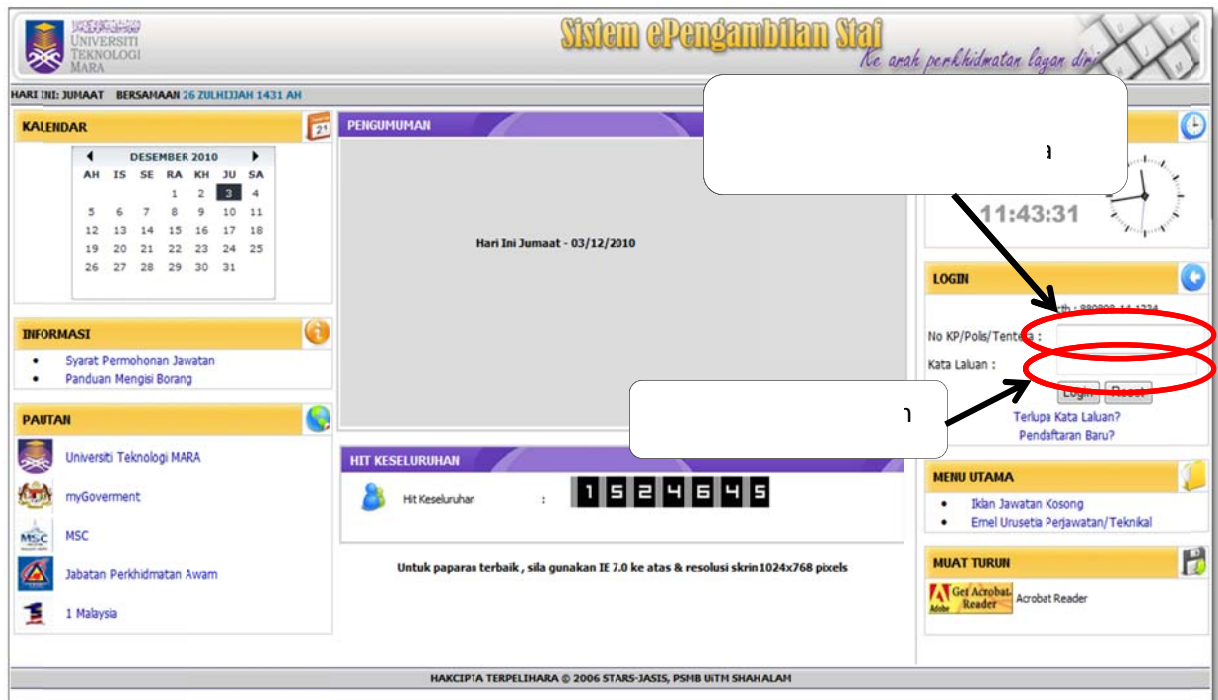 UNIVERSITI
TEKNOLOGI
MARA
Sistem ePengambilan Staf
Ke arah perkhidmatan layan diri
HARI INI: JUMAAT BERSAMAAN 26 ZULHIJJAH 1431 AH
KALENDAR
21
DESEMBER 2010
AH IS SE RA KH JU SA
1 2 3 4
5 6 7 8 9 10 11
12 13 14 15 16 17 18
19 20 21 22 23 24 25
26 27 28 29 30 31
INFORMASI
Syarat Permohonan Jawatan
Panduan Mengisi Borang
PAUTAN
Universiti Teknologi MARA
myGoverment
MSC
MSC
Jabatan Perkhidmatan Awam
1 Malaysia
PENGUMUMAN
Hari Ini Jumaat - 03/12/2010
HIT KESELURUHAN
Hit Keseluruhan : 1524645
Untuk paparan terbaik, sila gunakan IE 7.0 ke atas & resolusi skrin1024x768 pixels
a
n
11:43:31
LOGIN
No KP/Polis/Tentera :
Kata Laluan :
Login Reset
Terlupa Kata Laluan?
Pendaftaran Baru?
MENU UTAMA
Iklan Jawatan Kosong
Emel Urusetia Perjawatan/Teknikal
MUAT TURUN
Get Acrobat
Reader
Adobe
Acrobat Reader
HAKCIPTA TERPELIHARA © 2006 STARS-JASIS, PSMB UiTM SHAHALAM